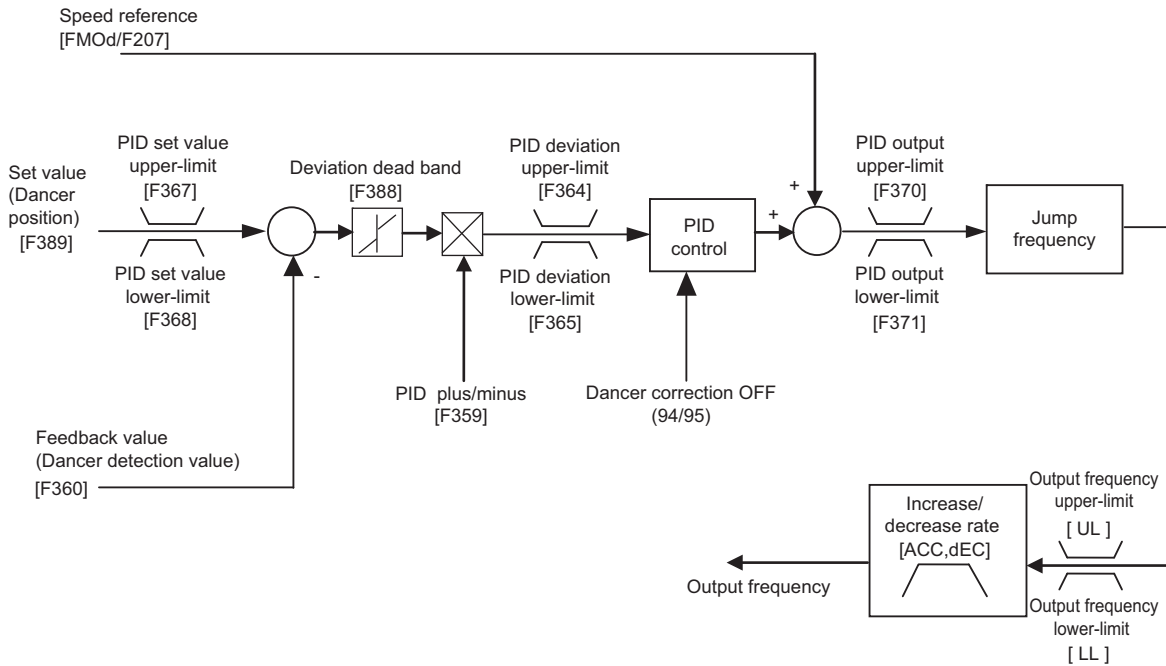 Speed reference
[FMOd/F207]
Set value
(Dancer
position)
[F389]
PID set value
upper-limit
[F367]
PID set value
lower-limit
[F368]
-
Deviation dead band
[F388]
PID plus/minus
[F359]
PID deviation
upper-limit
[F364]
PID deviation
lower-limit
[F365]
PID
control
Dancer correction OFF
(94/95)
+
+
PID output
upper-limit
[F370]
PID output
lower-limit
[F371]
Jump
frequency
Feedback value
(Dancer detection value)
[F360]
Output frequency
Increase/
decrease rate
[ACC,dEC]
Output frequency
upper-limit
[ UL ]
Output frequency
lower-limit
[ LL ]